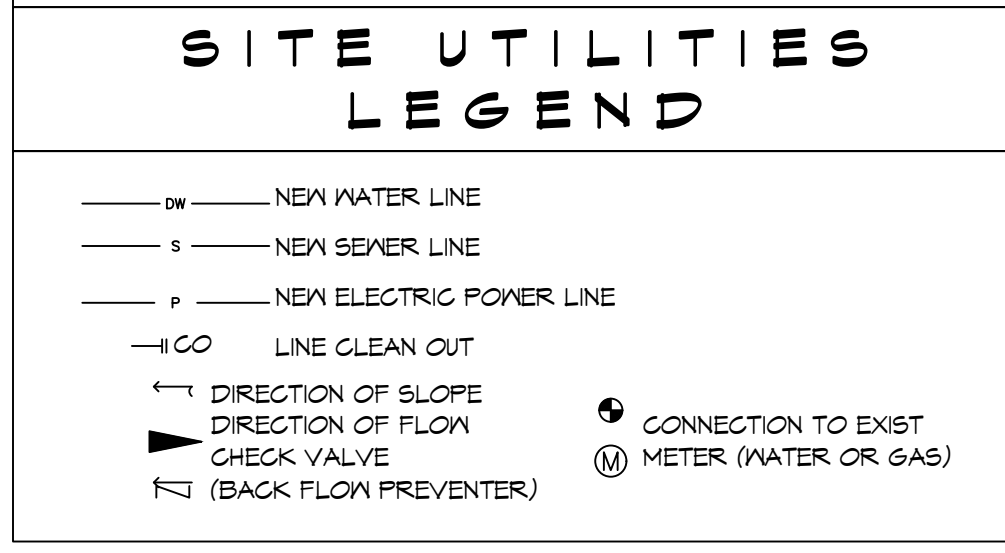 SITE UTILITIES
LEGEND
DW NEW WATER LINE
S NEW SEWER LINE
P NEW ELECTRIC POWER LINE
CO LINE CLEAN OUT
DIRECTION OF SLOPE
DIRECTION OF FLOW
CHECK VALVE
(BACK FLOW PREVENTER)
CONNECTION TO EXIST
M METER (WATER OR GAS)